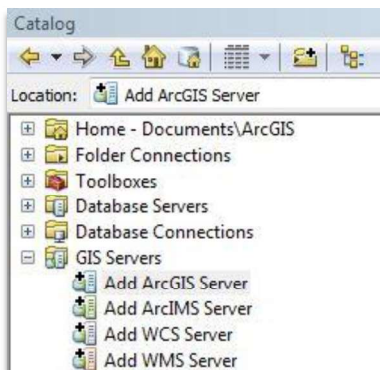 Catalog
Location: Add ArcGIS Server
Home - Documents\ArcGIS
Folder Connections
Toolboxes
Database Servers
Database Connections
GIS Servers
Add ArcGIS Server
Add ArcIMS Server
Add WCS Server
Add WMS Server